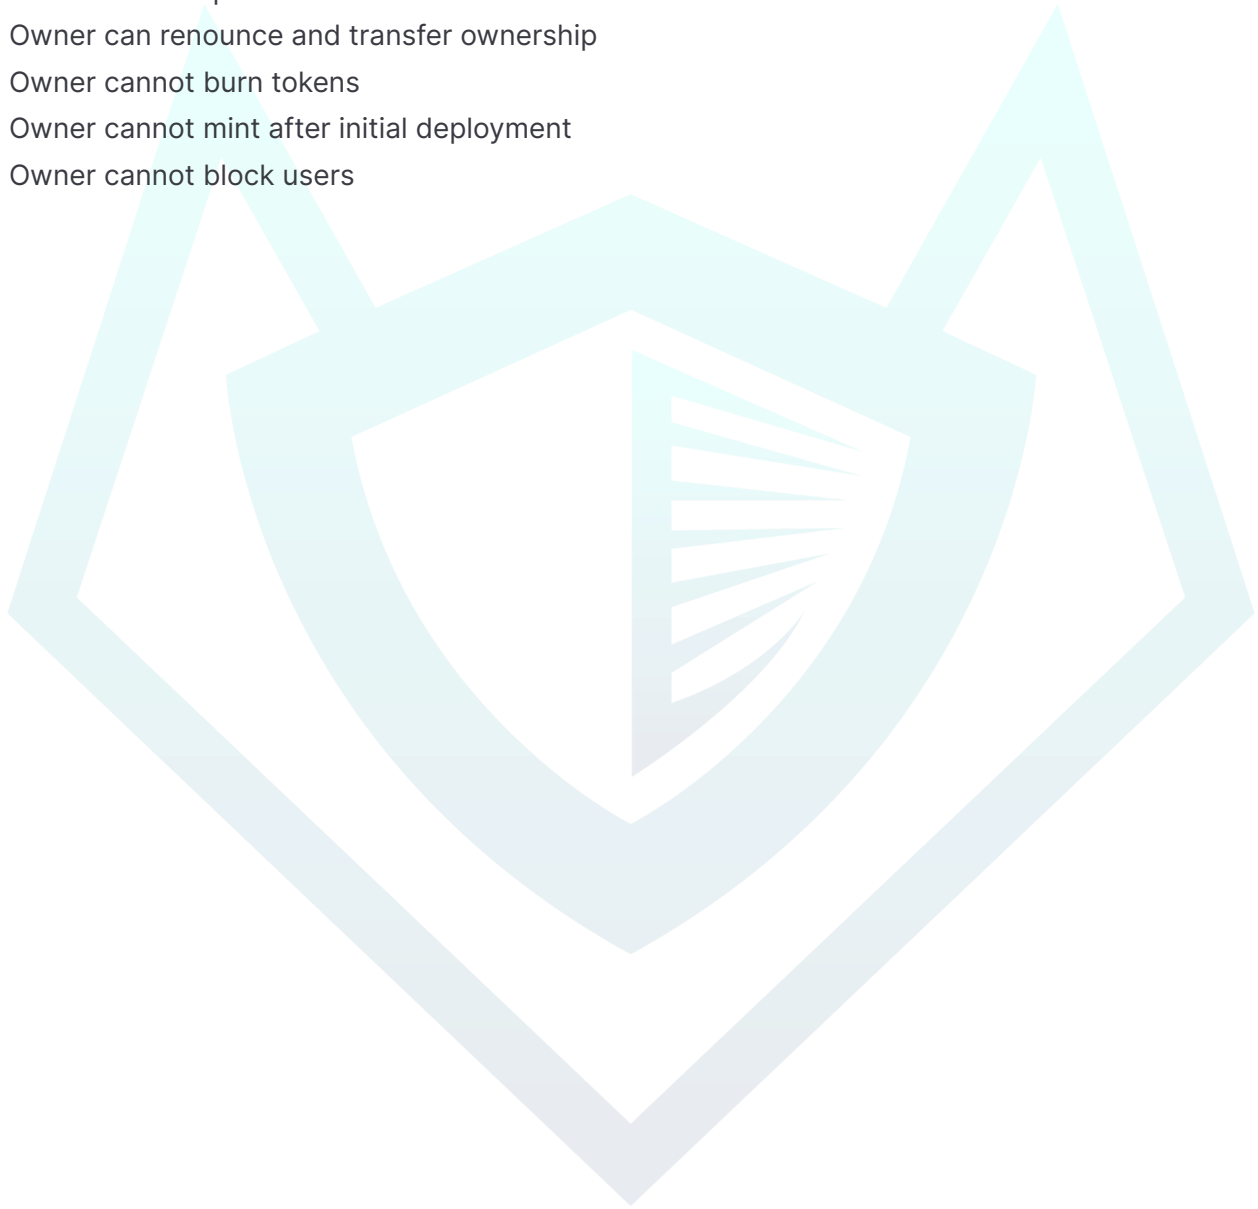 Owner can renounce and transfer ownership
Owner cannot burn tokens
Owner cannot mint after initial deployment
Owner cannot block users